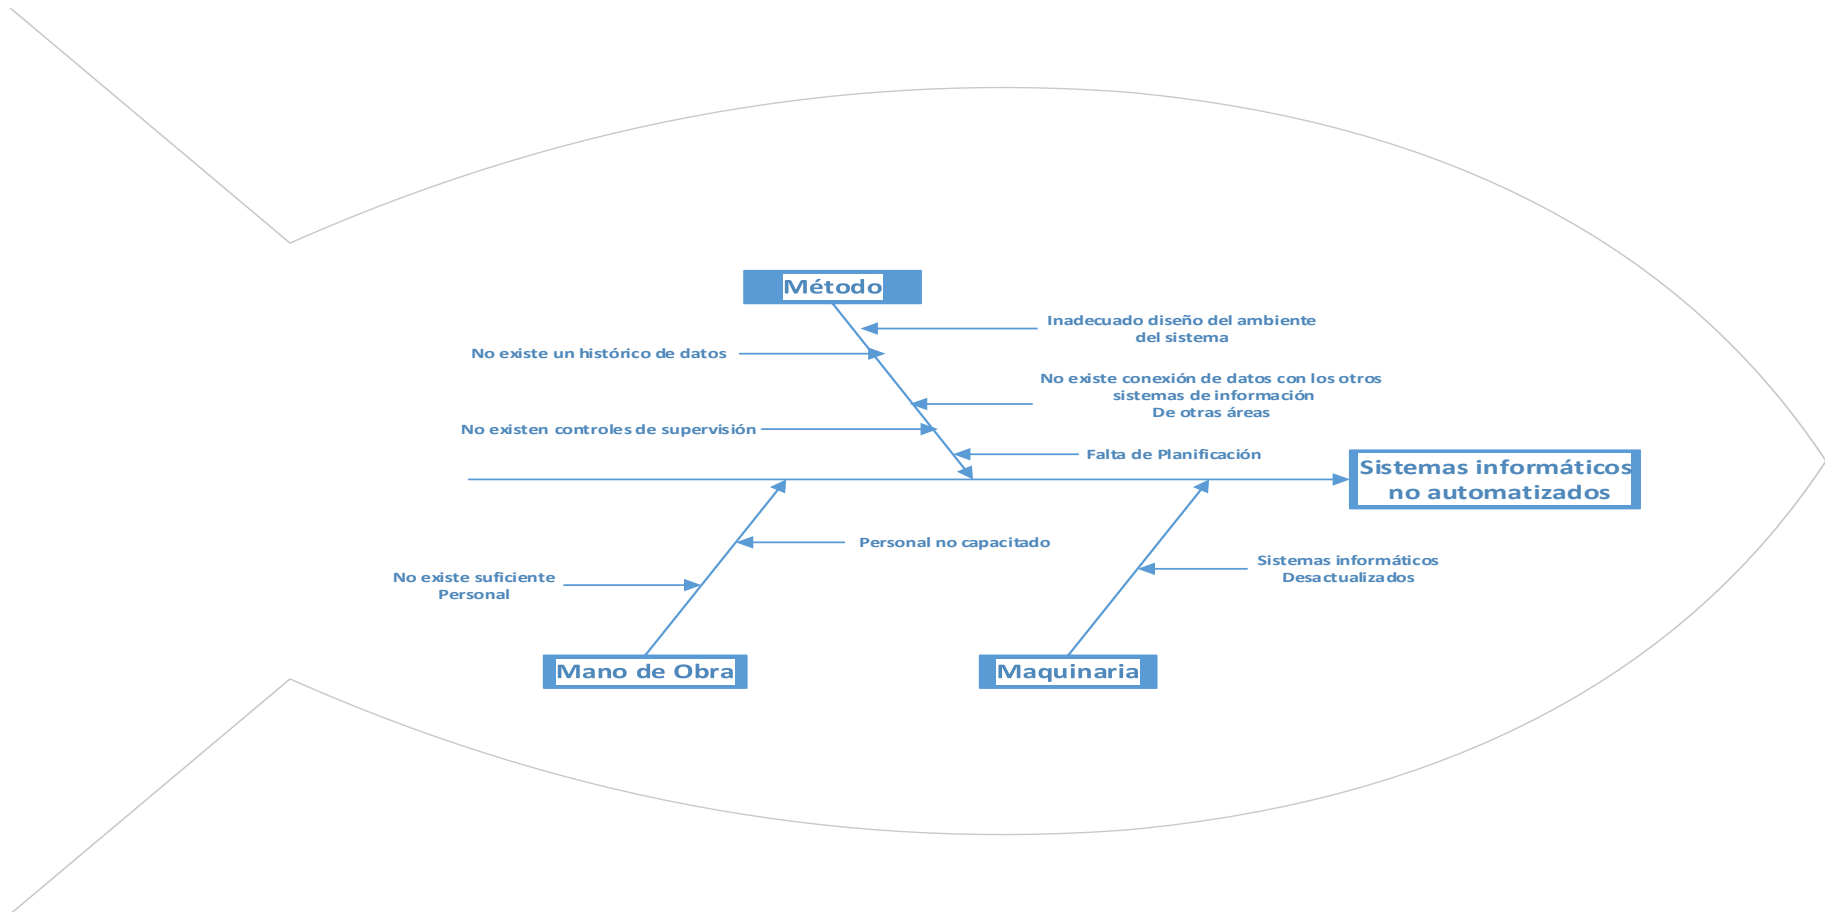 Método
Inadecuado diseño del ambiente
del sistema
No existe un histórico de datos
No existe conexión de datos con los otros
sistemas de información
De otras áreas
No existen controles de supervisión
Falta de Planificación
Sistemas informáticos
no automatizados
Personal no capacitado
Sistemas informáticos
Desactualizados
No existe suficiente
Personal
Mano de Obra
Maquinaria